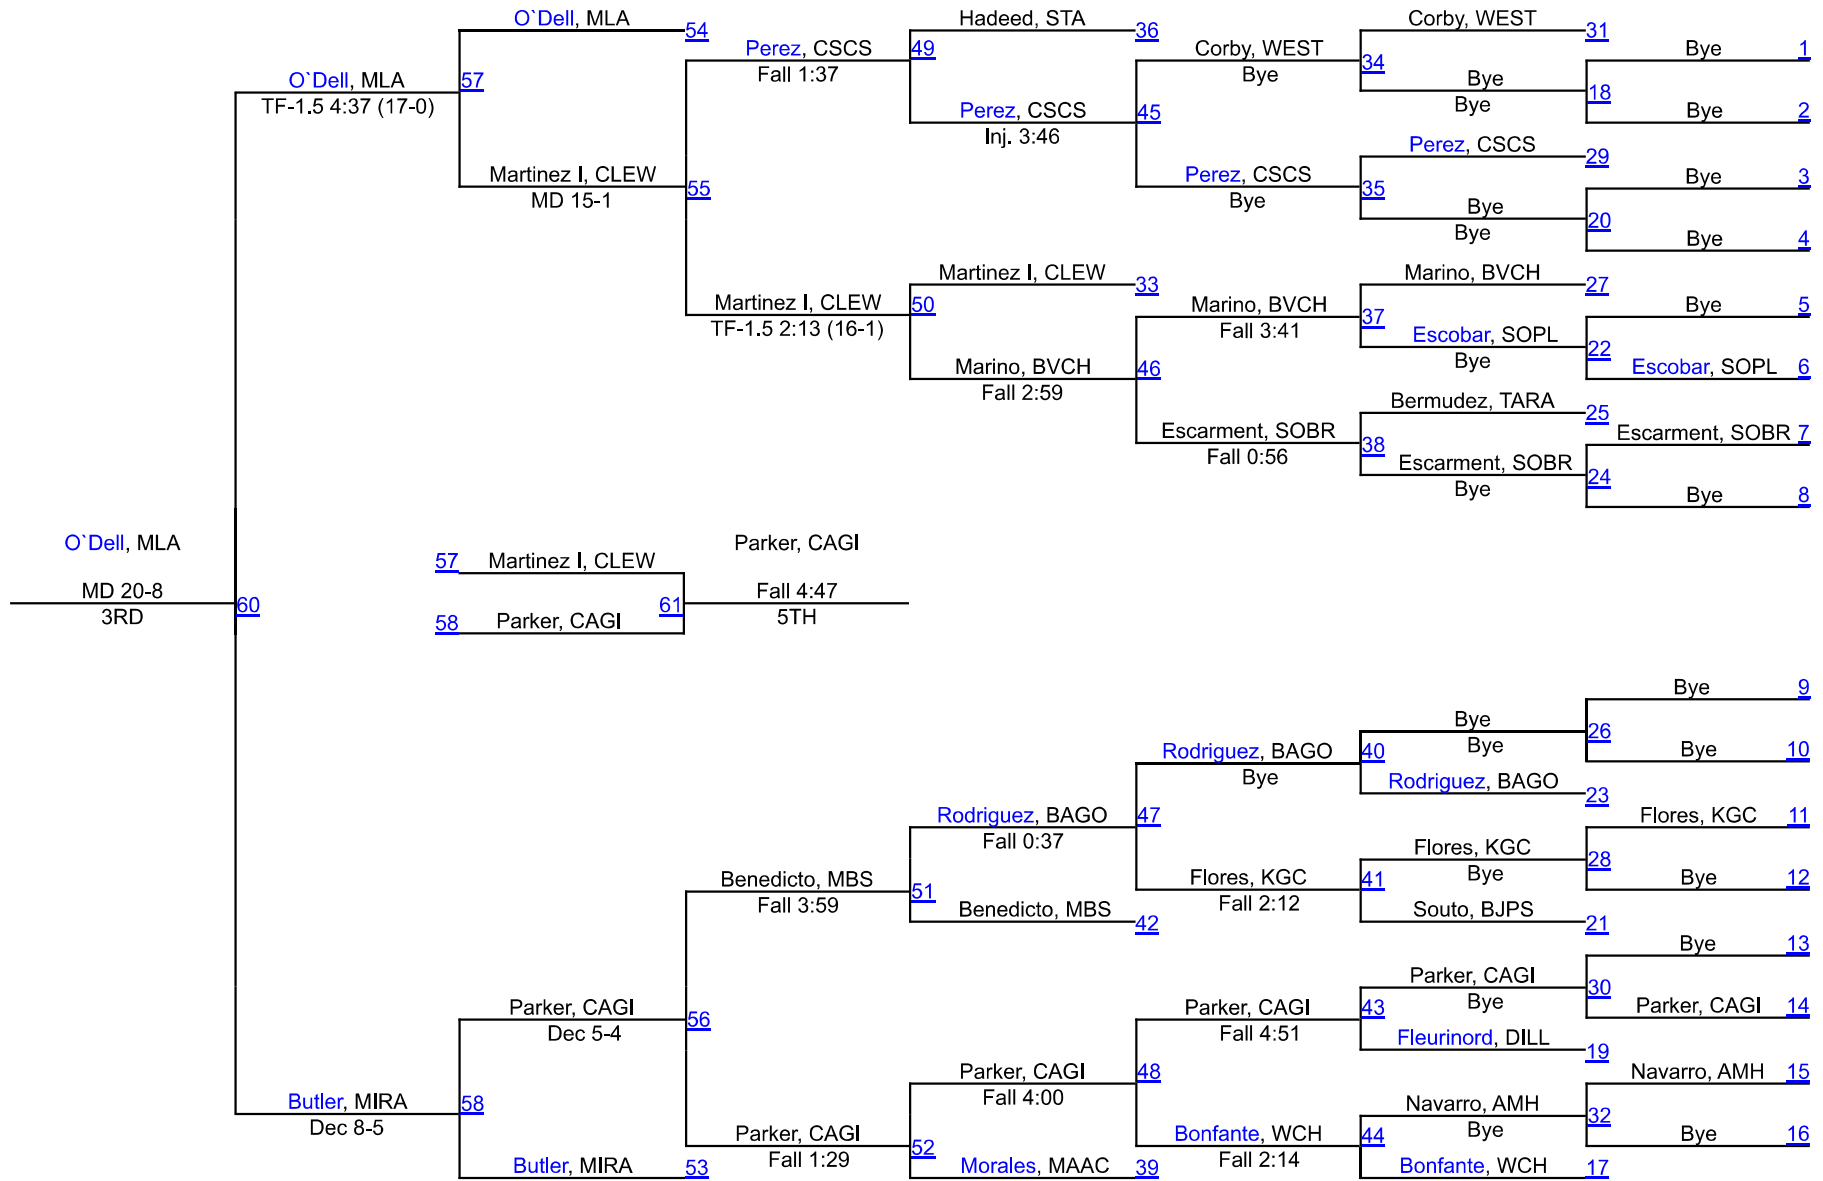 O`Dell, MLA
54
Hadeed, STA
36
Corby, WEST
31
Perez, CSCS
49
Fall 1:37
Corby, WEST
34
Bye
Bye
1
O`Dell, MLA
57
TF-1.5 4:37 (17-0)
Bye
18
Bye
Perez, CSCS
45
Inj. 3:46
Bye
2
Perez, CSCS
29
Martinez I, CLEW
55
MD 15-1
Perez, CSCS
35
Bye
Bye
3
Bye
20
Bye
Bye
4
Martinez I, CLEW
33
Marino, BVCH
27
Martinez I, CLEW
50
TF-1.5 2:13 (16-1)
Marino, BVCH
37
Fall 3:41
Bye
5
Escobar, SOPL
22
Bye
Marino, BVCH
46
Fall 2:59
Escobar, SOPL
6
Bermudez, TARA
25
Escarment, SOBR
38
Fall 0:56
Escarment, SOBR
7
Escarment, SOBR
24
Bye
Bye
8
O`Dell, MLA
MD 20-8
3RD
60
57
Martinez I, CLEW
58
Parker, CAGI
61
Parker, CAGI
Fall 4:47
5TH
Bye
9
Bye
26
Bye
Rodriguez, BAGO
40
Bye
Bye
10
Rodriguez, BAGO
23
Rodriguez, BAGO
47
Fall 0:37
Flores, KGC
11
Flores, KGC
28
Bye
Benedicto, MBS
51
Fall 3:59
Flores, KGC
41
Fall 2:12
Bye
12
Benedicto, MBS
42
Souto, BJPS
21
Bye
13
Parker, CAGI
30
Bye
Parker, CAGI
56
Dec 5-4
Parker, CAGI
43
Fall 4:51
Parker, CAGI
14
Fleurinord, DILL
19
Parker, CAGI
48
Fall 4:00
Navarro, AMH
15
Butler, MIRA
58
Dec 8-5
Navarro, AMH
32
Bye
Parker, CAGI
52
Fall 1:29
Bonfante, WCH
44
Fall 2:14
Bye
16
Butler, MIRA
53
Morales, MAAC
39
Bonfante, WCH
17